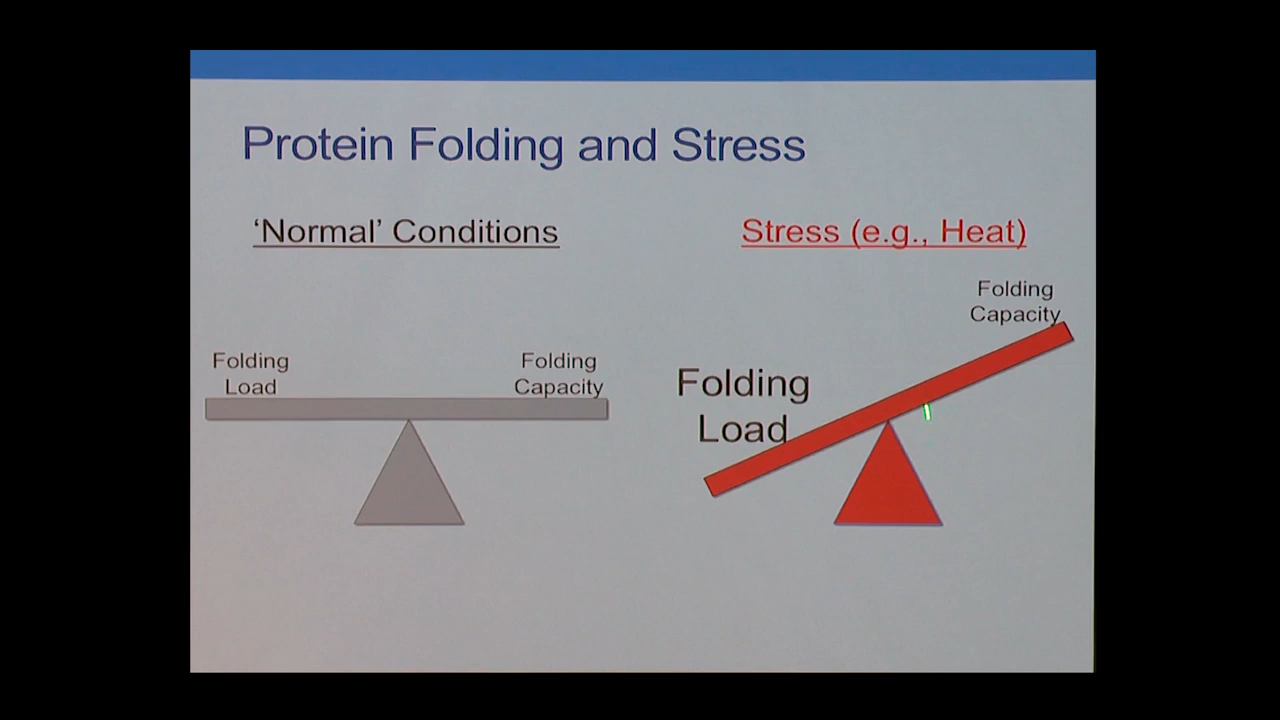 Protein Folding and Stress
‘Normal’ Conditions
Folding
Load
Folding
Capacity
Stress (e.g., Heat)
Folding
Capacity
Folding
Load